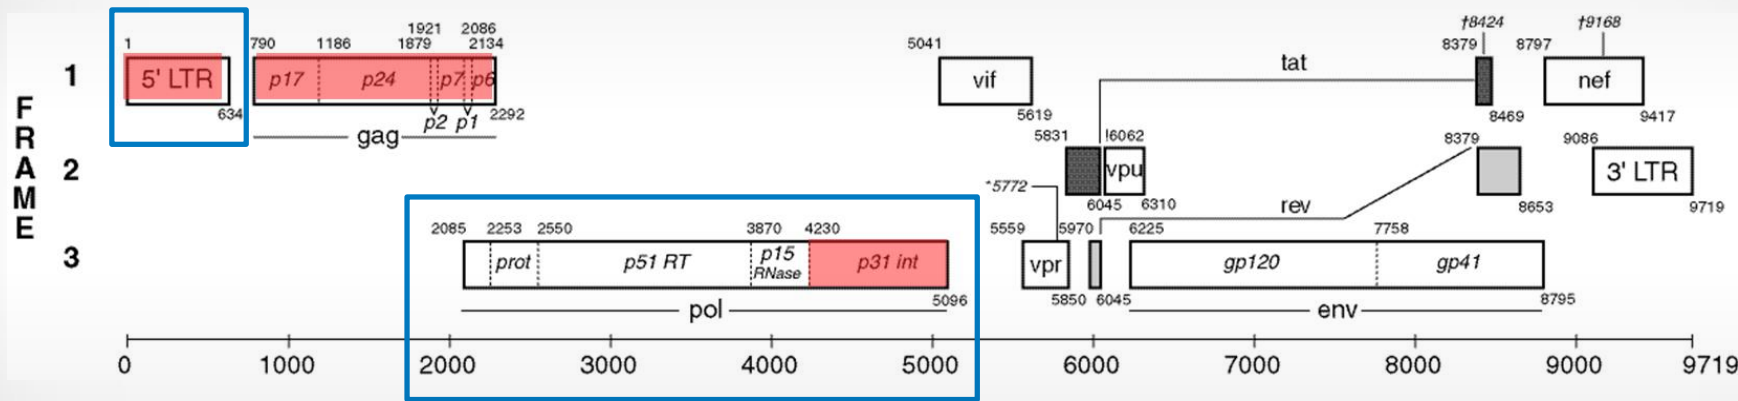 FRAME
1
2
3
1
5' LTR
634
790
1186
1879
1921
2086
2134
p17
p24
p7
p6
p2
p1
2292
gag
5041
vif
5619
tat
†8424
8379
8469
8797
†9168
nef
9417
5831
!6062
vpu
6045
6310
*5772
rev
8379
8653
9086
3' LTR
9719
2085
2253
2550
3870
4230
prot
p51 RT
p15
RNase
p31 int
5096
pol
5559
vpr
5850
5970
6045
6225
7758
gp120
gp41
8795
env
0
1000
2000
3000
4000
5000
6000
7000
8000
9000
9719